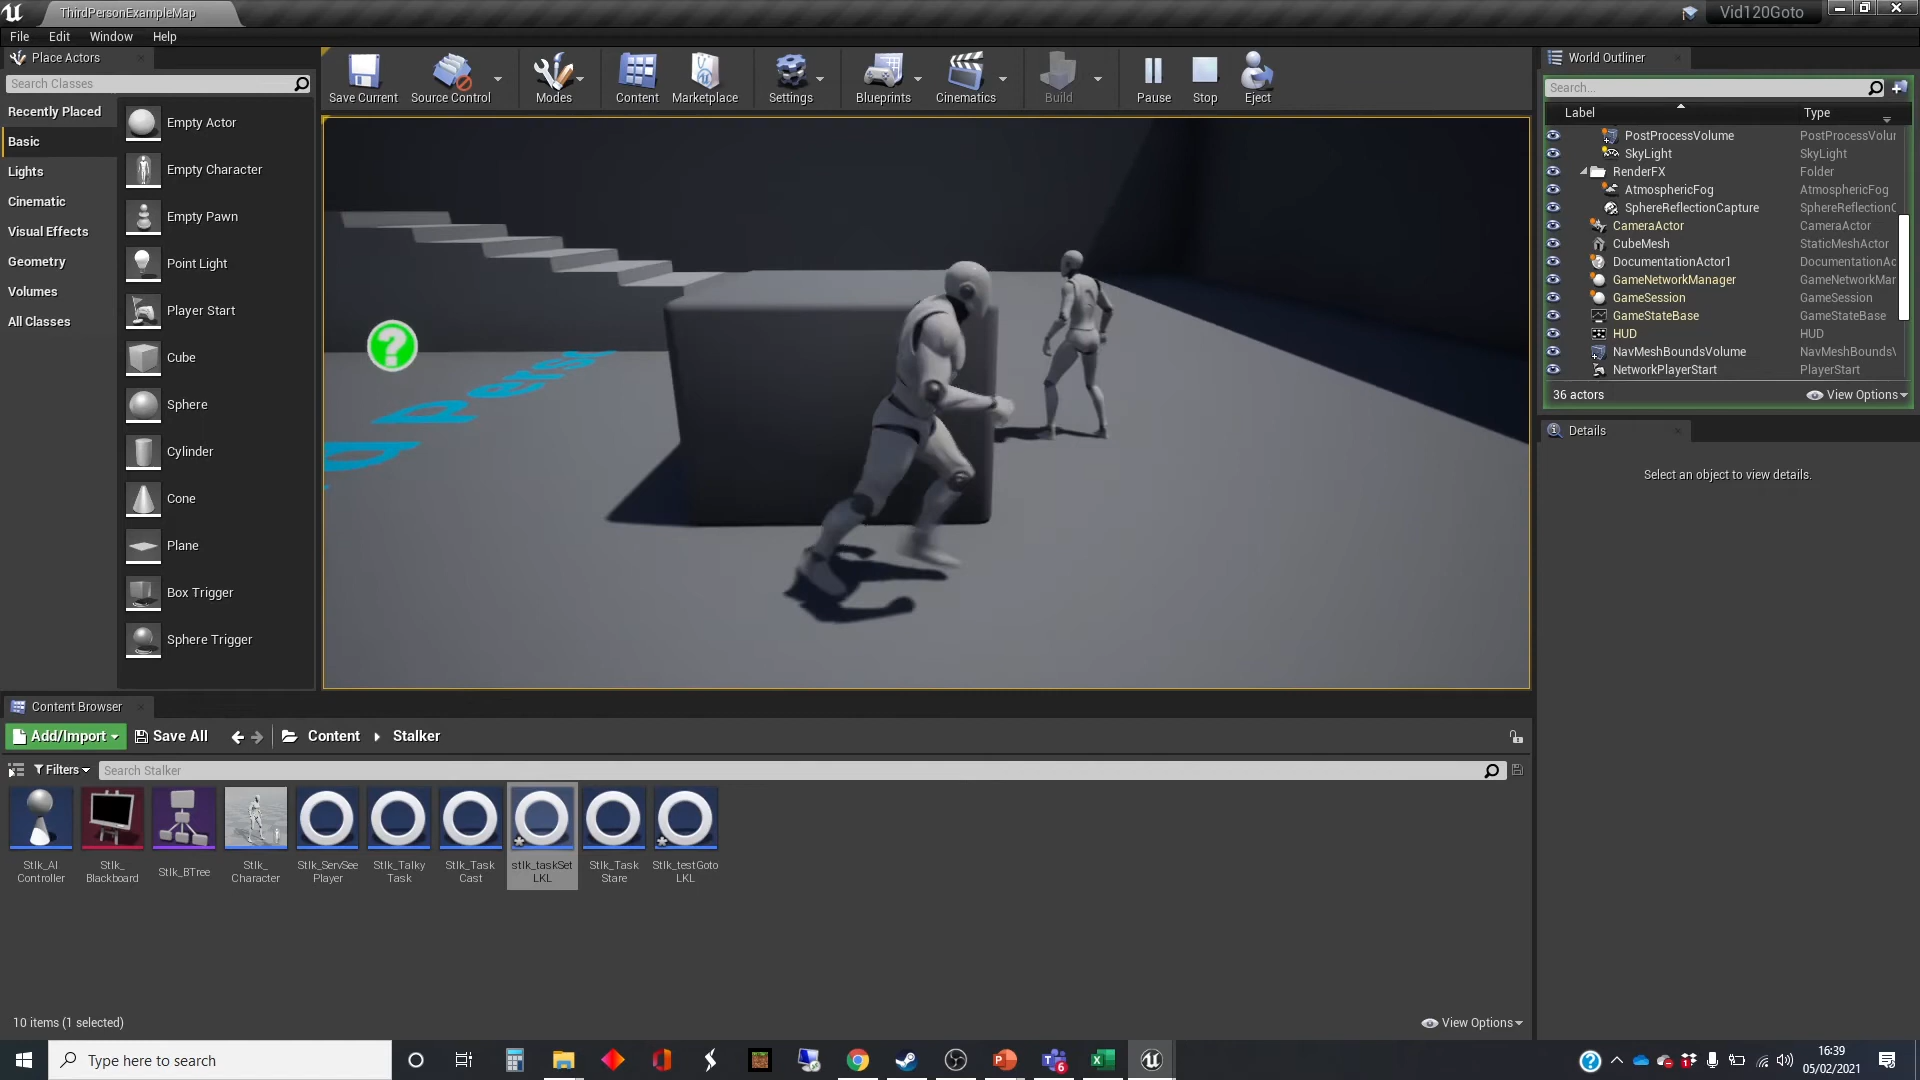 ThirdPersonExampleMap
Vid120Goto
File Edit Window Help
Place Actors
Search Classes
Recently Placed
Basic
Lights
Cinematic
Visual Effects
Geometry
Volumes
All Classes
Empty Actor
Empty Character
Empty Pawn
Point Light
Player Start
Cube
Sphere
Cylinder
Cone
Plane
Box Trigger
Sphere Trigger
Save Current
Source Control
Modes
Content
Marketplace
Settings
Blueprints
Cinematics
Build
Pause
Stop
Eject
?
World Outliner
Search...
Label Type
PostProcessVolume PostProcessVolur
SkyLight SkyLight
RenderFX Folder
AtmosphericFog AtmosphericFog
SphereReflectionCapture SphereReflectionC
CameraActor CameraActor
CubeMesh StaticMeshActor
DocumentationActor1 DocumentationAc
GameNetworkManager GameNetworkMar
GameSession GameSession
GameStateBase GameStateBase
HUD HUD
NavMeshBoundsVolume NavMeshBoundsV
NetworkPlayerStart PlayerStart
36 actors View Options
Details
Select an object to view details.
Content Browser
Add/Import Save All Content Stalker
Filters Search Stalker
Stlk_AI
Controller
Stlk_
Blackboard
Stlk_BTree
Stlk_
Character
Stlk_ServSee
Player
Stlk_Talky
Task
Stlk_Task
Cast
stlk_taskSet
LKL
Stlk_Task
Stare
Stlk_testGoto
LKL
10 items (1 selected) View Options
Type here to search
6
16:39
05/02/2021